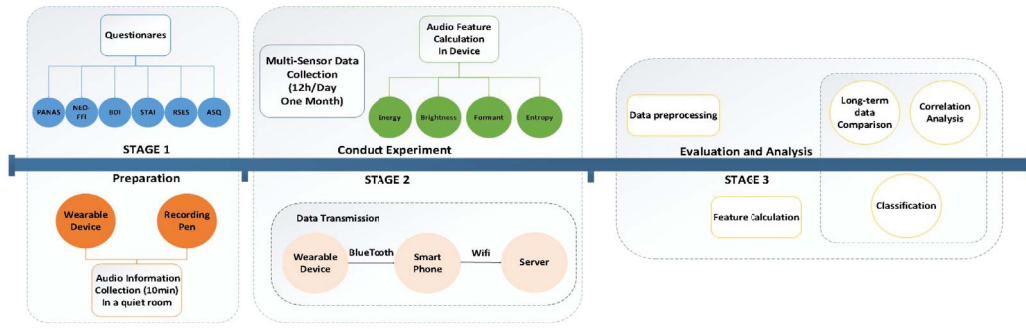 Questionares
PANAS
NEO-
FFI
BDI
STAI
RSES
ASQ
STAGE 1
Preparation
Wearable
Device
Recording
Pen
Audio Information
Collection (10min)
In a quiet room
Multi-Sensor Data
Collection
(12h/Day
One Month)
Audio Feature
Calculation
In Device
Energy
Brightness
Formant
Entropy
Conduct Experiment
STAGE 2
Data Transmission
Wearable
Device
BlueTooth
Smart
Phone
Wifi
Server
Data preprocessing
Long-term
data
Comparison
Correlation
Analysis
Evaluation and Analysis
STAGE 3
Feature Calculation
Classification